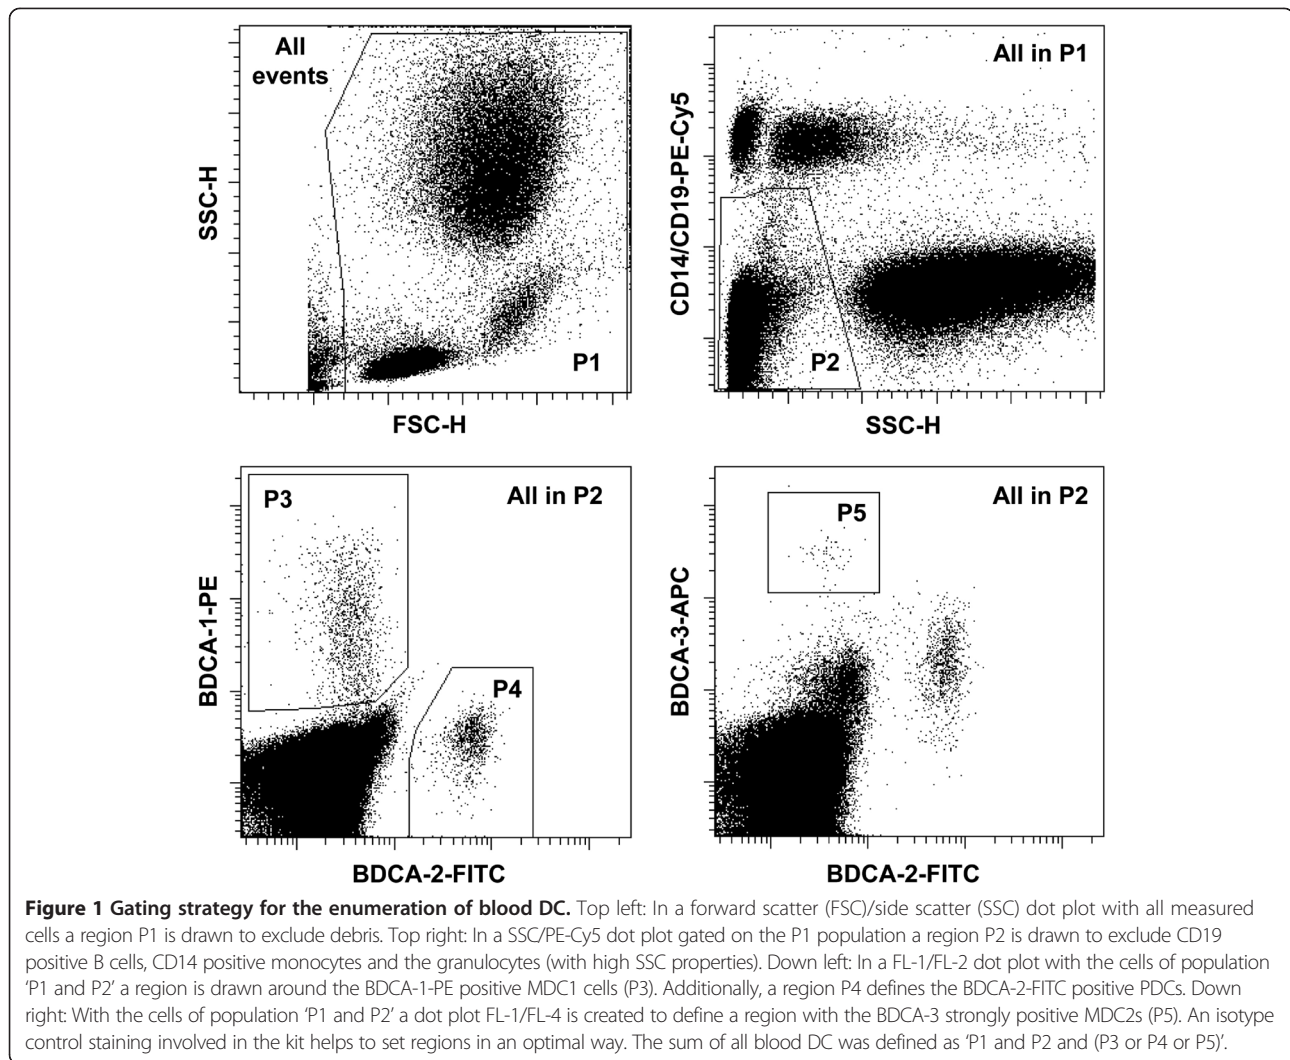 All
events
SSC-H
P1
FSC-H
All in P1
CD14/CD19-PE-Cy5
P2
SSC-H
P3
All in P2
BDCA-1-PE
P4
BDCA-2-FITC
All in P2
P5
BDCA-3-APC
BDCA-2-FITC
Figure 1 Gating strategy for the enumeration of blood DC. Top left: In a forward scatter (FSC)/side scatter (SSC) dot plot with all measured
cells a region P1 is drawn to exclude debris. Top right: In a SSC/PE-Cy5 dot plot gated on the P1 population a region P2 is drawn to exclude CD19
positive B cells, CD14 positive monocytes and the granulocytes (with high SSC properties). Down left: In a FL-1/FL-2 dot plot with the cells of population
‘P1 and P2’ a region is drawn around the BDCA-1-PE positive MDC1 cells (P3). Additionally, a region P4 defines the BDCA-2-FITC positive PDCs. Down
right: With the cells of population ‘P1 and P2’ a dot plot FL-1/FL-4 is created to define a region with the BDCA-3 strongly positive MDC2s (P5). An isotype
control staining involved in the kit helps to set regions in an optimal way. The sum of all blood DC was defined as ‘P1 and P2 and (P3 or P4 or P5)’.